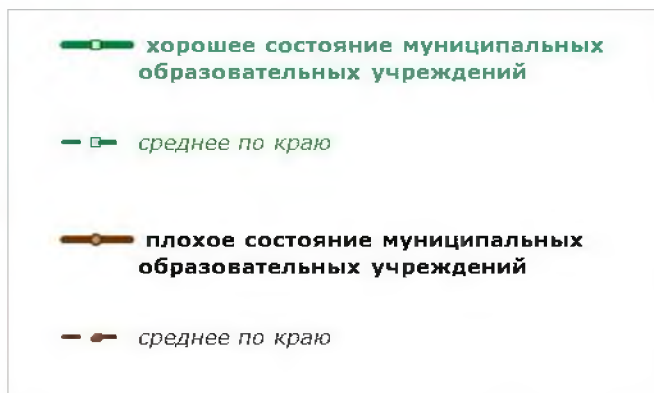 хорошее состояние муниципальных
образовательных учреждений
среднее по краю
плохое состояние муниципальных
образовательных учреждений
среднее по краю